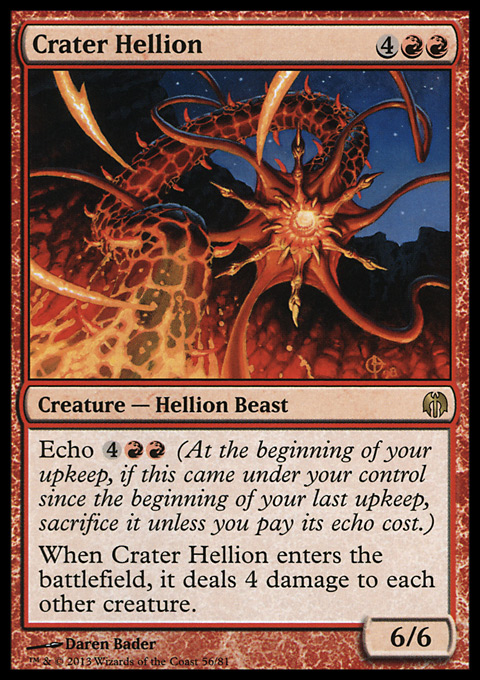 Crater Hellion 4
Creature — Hellion Beast
Echo 4 (At the beginning of your
upkeep, if this came under your control
since the beginning of your last upkeep,
sacrifice it unless you pay its echo cost.)
When Crater Hellion enters the
battlefield, it deals 4 damage to each
other creature.
6/6
Daren Bader
™ & © 2013 Wizards of the Coast 56/81